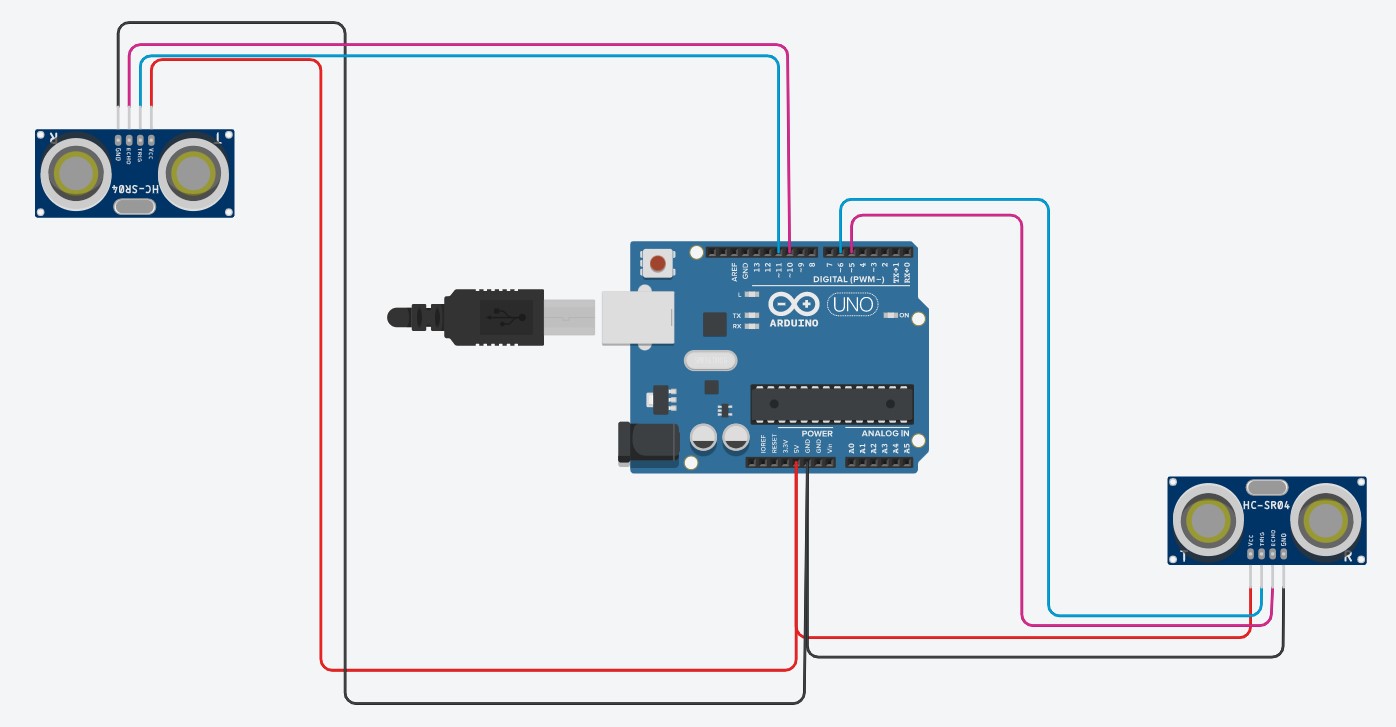 R
T
GND
ECHO
TRIG
VCC
HC-SR04
AREF
GND
13
12
~11
~10
~9
8
7
~6
~5
4
~3
2
TX→1
RX←0
DIGITAL (PWM~)
L
TX
RX
ARDUINO
UNO
ON
POWER
ANALOG IN
IOREF
RESET
3.3V
5V
GND
GND
Vin
A0
A1
A2
A3
A4
A5
HC-SR04
VCC
TRIG
ECHO
GND
T
R